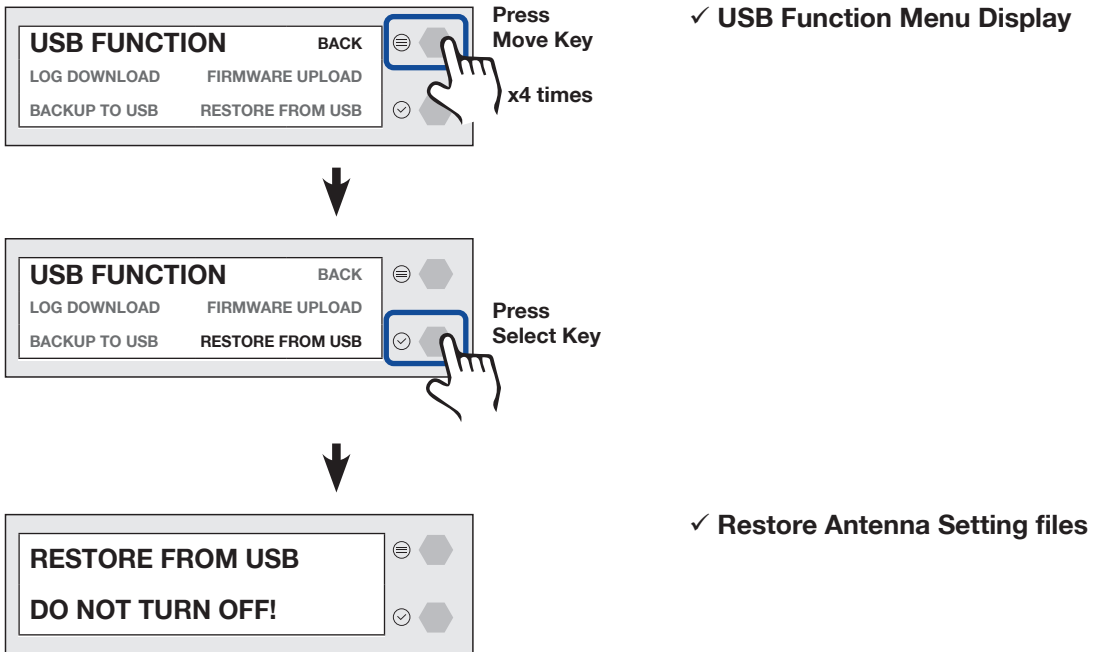 USB FUNCTION BACK
LOG DOWNLOAD FIRMWARE UPLOAD
BACKUP TO USB RESTORE FROM USB
Press
Move Key
x4 times
✓ USB Function Menu Display
USB FUNCTION BACK
LOG DOWNLOAD FIRMWARE UPLOAD
BACKUP TO USB RESTORE FROM USB
Press
Select Key
RESTORE FROM USB
DO NOT TURN OFF!
✓ Restore Antenna Setting files